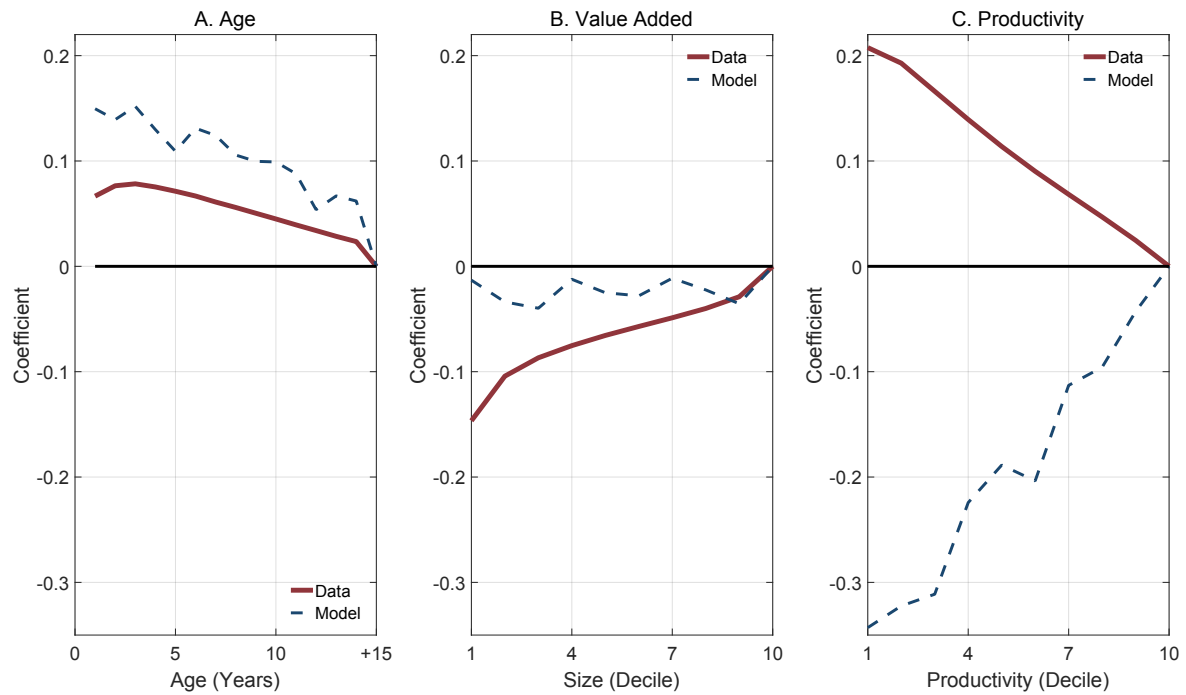 A. Age
0.2
0.1
0
-0.1
-0.2
-0.3
Coefficient
Data
Model
0
5
10
+15
Age (Years)
B. Value Added
0.2
0.1
0
-0.1
-0.2
-0.3
Coefficient
Data
Model
1
4
7
10
Size (Decile)
C. Productivity
0.2
0.1
0
-0.1
-0.2
-0.3
Coefficient
Data
Model
1
4
7
10
Productivity (Decile)